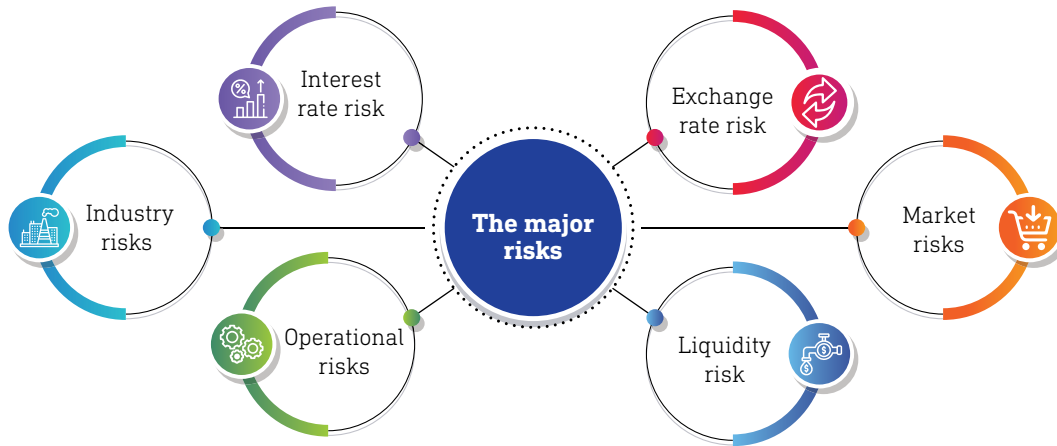 Interest
rate risk
Exchange
rate risk
Industry
risks
The major
risks
Market
risks
Operational
risks
Liquidity
risk
%
$
$